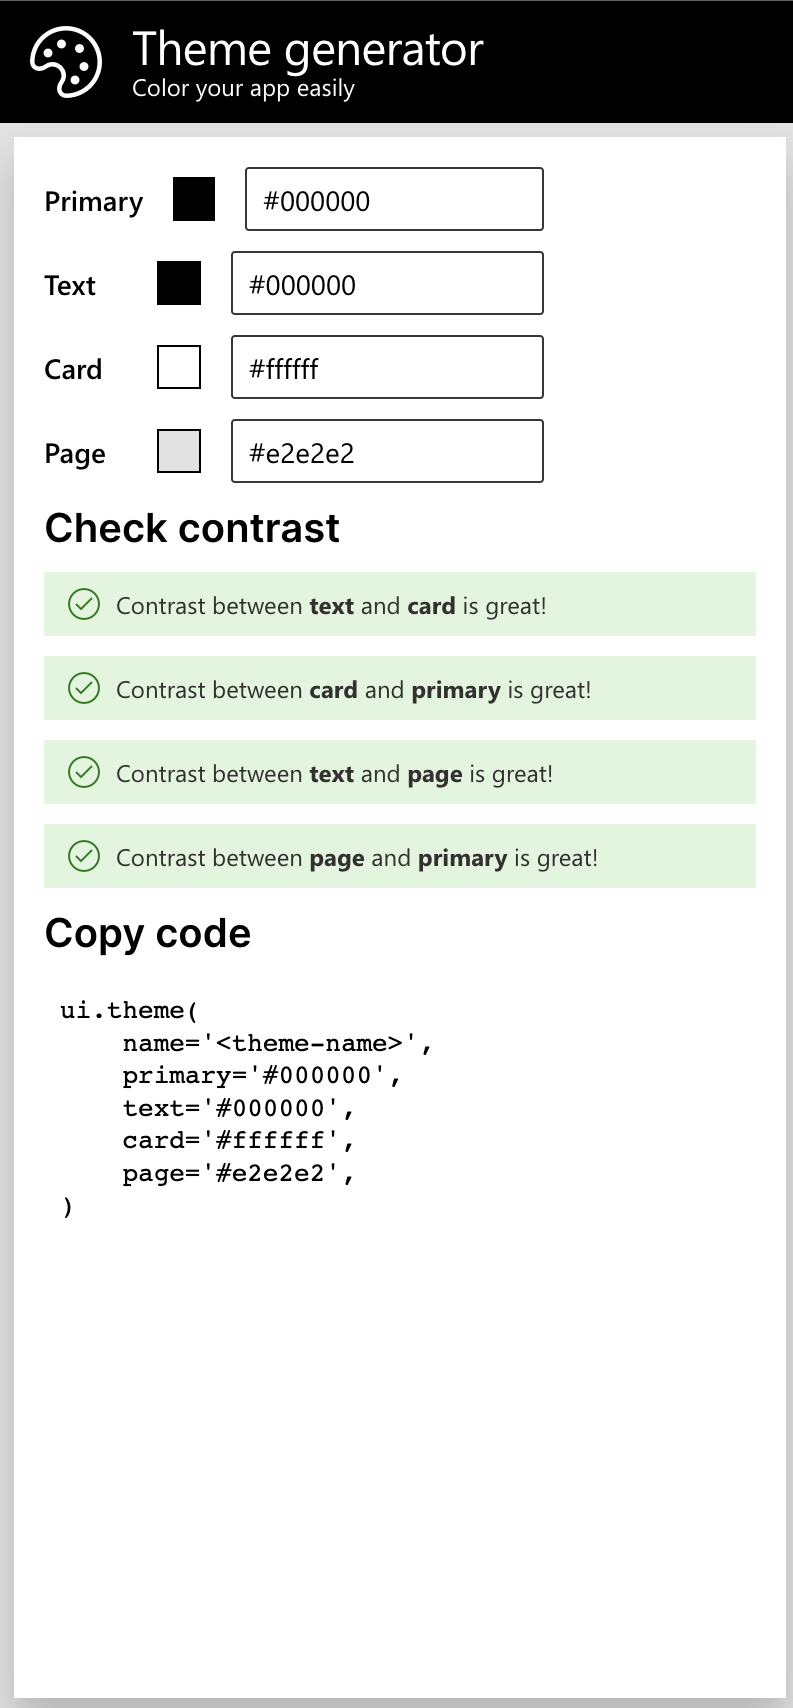 Theme generator
Color your app easily
Primary #000000
Text #000000
Card #ffffff
Page #e2e2e2
Check contrast
Contrast between text and card is great!
Contrast between card and primary is great!
Contrast between text and page is great!
Contrast between page and primary is great!
Copy code
ui.theme(
    name='<theme-name>',
    primary='#000000',
    text='#000000',
    card='#ffffff',
    page='#e2e2e2',
)